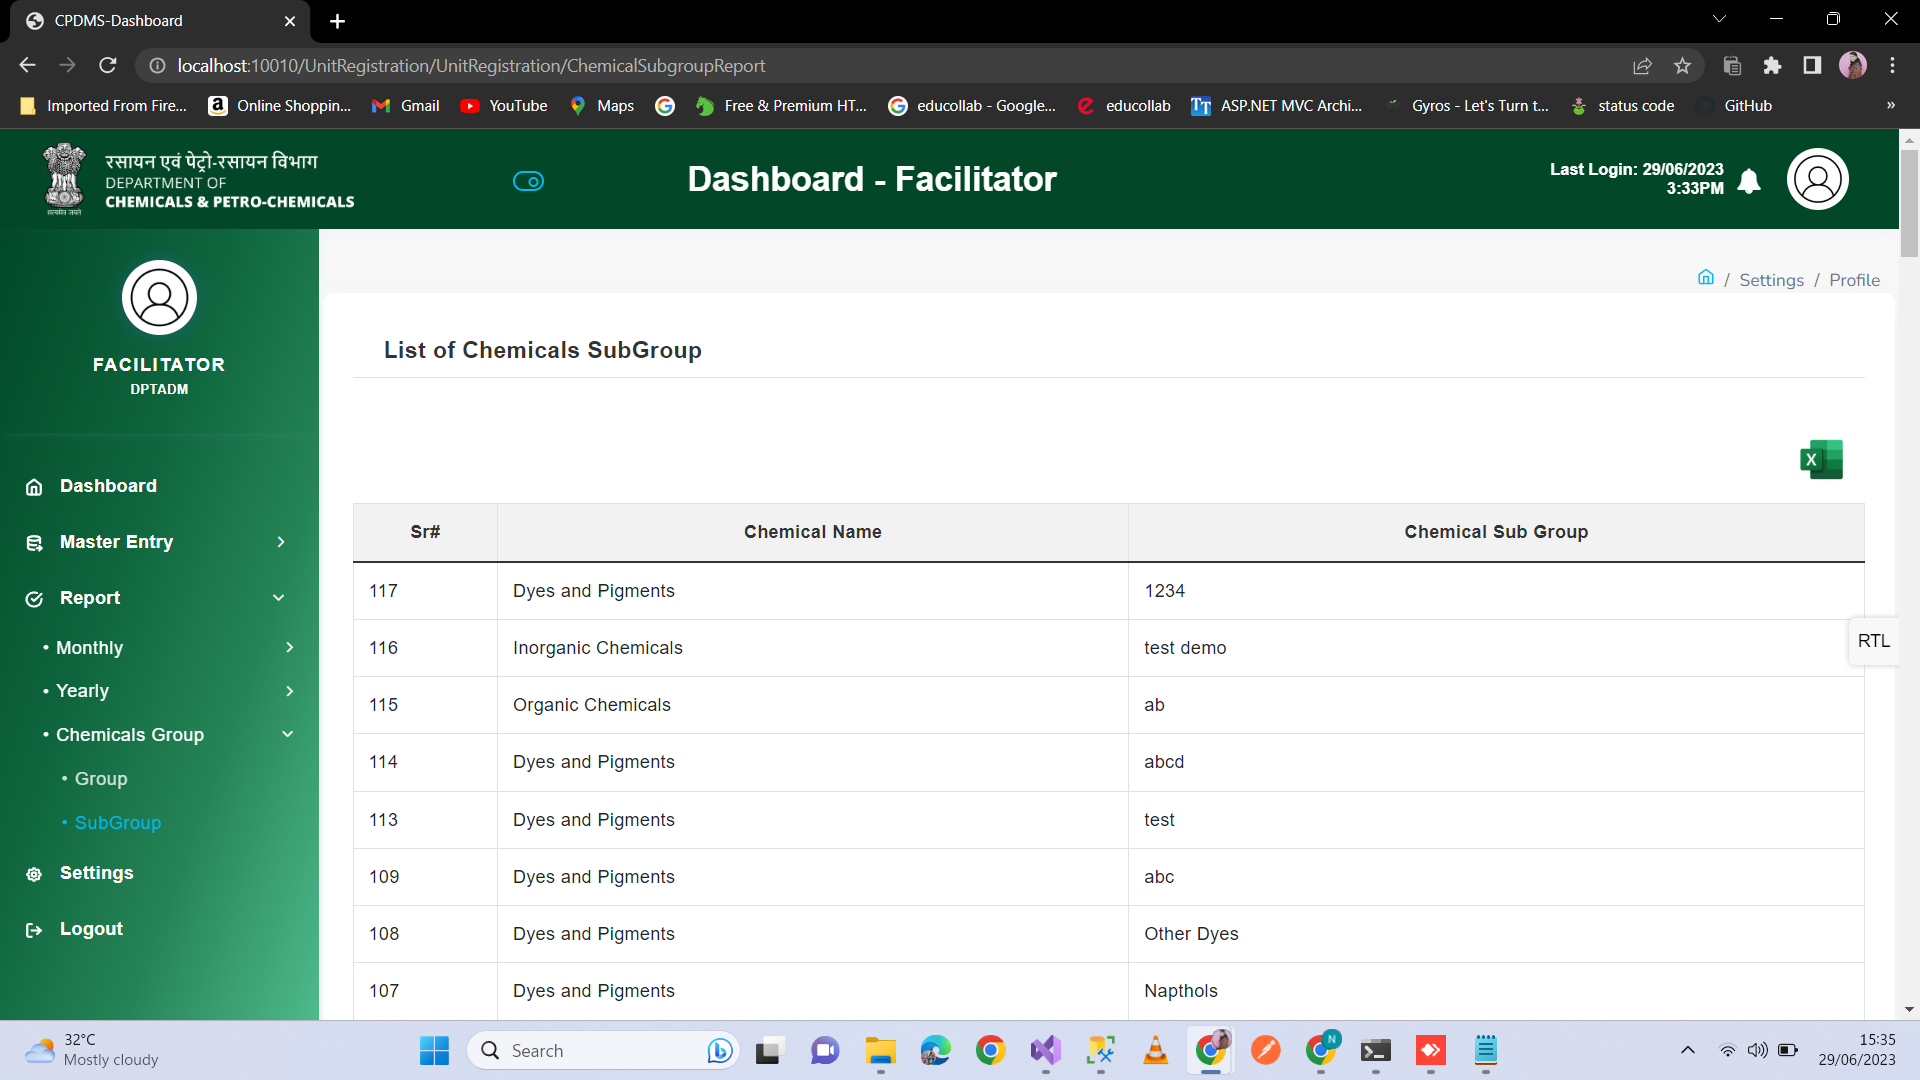 CPDMS-Dashboard
localhost:10010/UnitRegistration/UnitRegistration/ChemicalSubgroupReport
Imported From Fire...
Online Shoppin...
Gmail
YouTube
Maps
Free & Premium HT...
educollab - Google...
educollab
ASP.NET MVC Archi...
Gyros - Let's Turn t...
status code
GitHub
»
सत्यमेव जयते
रसायन एवं पेट्रो-रसायन विभाग
DEPARTMENT OF
CHEMICALS & PETRO-CHEMICALS
Dashboard - Facilitator
Last Login: 29/06/2023
3:33PM
FACILITATOR
DPTADM
Dashboard
Master Entry
Report
• Monthly
• Yearly
• Chemicals Group
• Group
• SubGroup
Settings
Logout
/ Settings / Profile
List of Chemicals SubGroup
X
Sr# Chemical Name Chemical Sub Group
117 Dyes and Pigments 1234
116 Inorganic Chemicals test demo
115 Organic Chemicals ab
114 Dyes and Pigments abcd
113 Dyes and Pigments test
109 Dyes and Pigments abc
108 Dyes and Pigments Other Dyes
107 Dyes and Pigments Napthols
RTL
32°C
Mostly cloudy
Search
N
15:35
29/06/2023